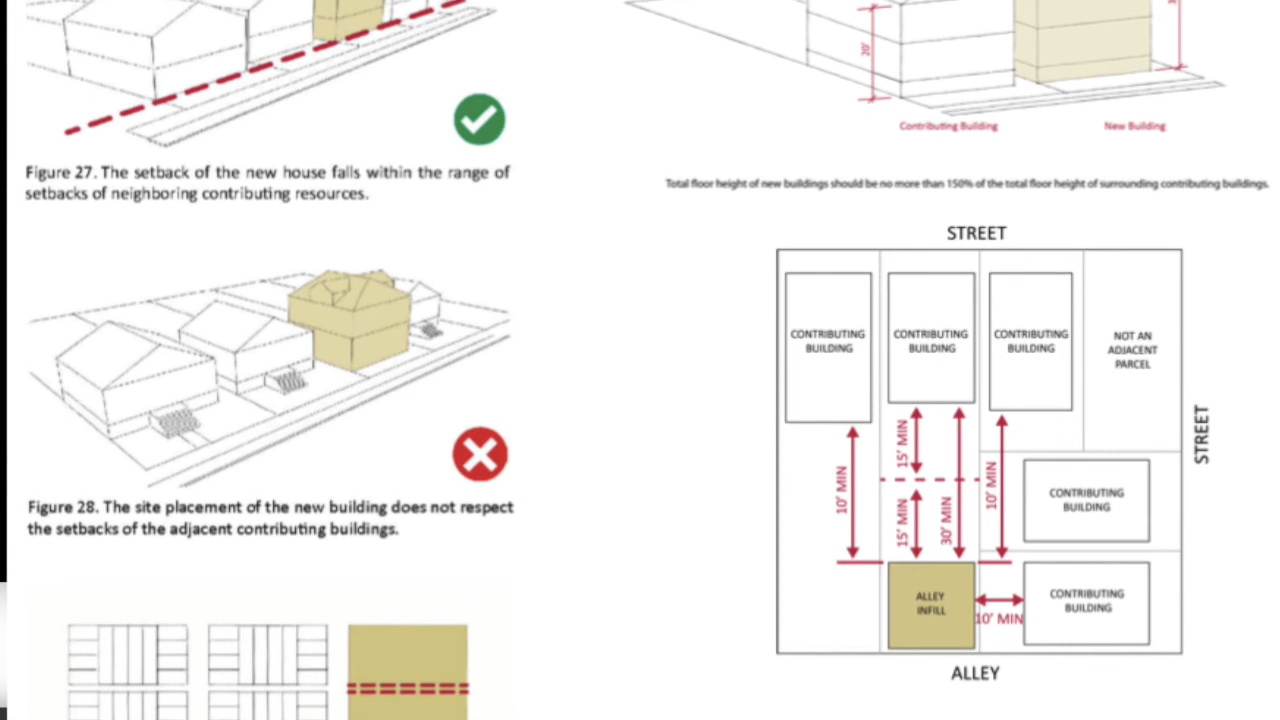 Figure 27. The setback of the new house falls within the range of
setbacks of neighboring contributing resources.
Figure 28. The site placement of the new building does not respect
the setbacks of the adjacent contributing buildings.
20'
Contributing Building
New Building
Total floor height of new buildings should be no more than 150% of the total floor height of surrounding contributing buildings.
STREET
CONTRIBUTING
BUILDING
CONTRIBUTING
BUILDING
CONTRIBUTING
BUILDING
NOT AN
ADJACENT
PARCEL
STREET
10' MIN
15' MIN
15' MIN
30' MIN
10' MIN
CONTRIBUTING
BUILDING
ALLEY
INFILL
10' MIN
CONTRIBUTING
BUILDING
ALLEY